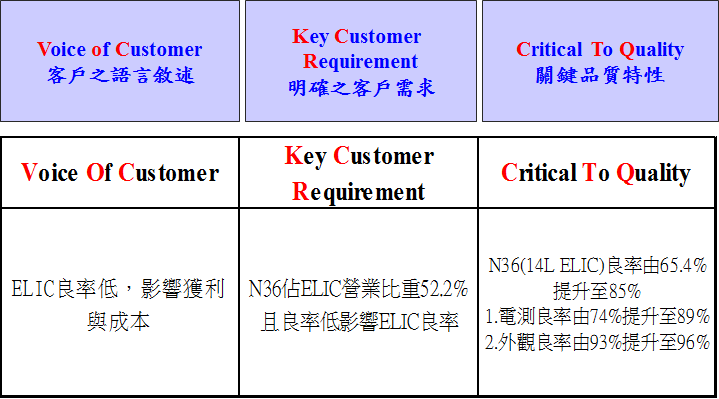 Voice of Customer
客戶之語言敘述
Key Customer
Requirement
明確之客戶需求
Critical To Quality
關鍵品質特性
Voice Of Customer
Key Customer
Requirement
Critical To Quality
ELIC良率低，影響獲利
與成本
N36佔ELIC營業比重52.2%
且良率低影響ELIC良率
N36(14L ELIC)良率由65.4%
提升至85%
1.電測良率由74%提升至89%
2.外觀良率由93%提升至96%